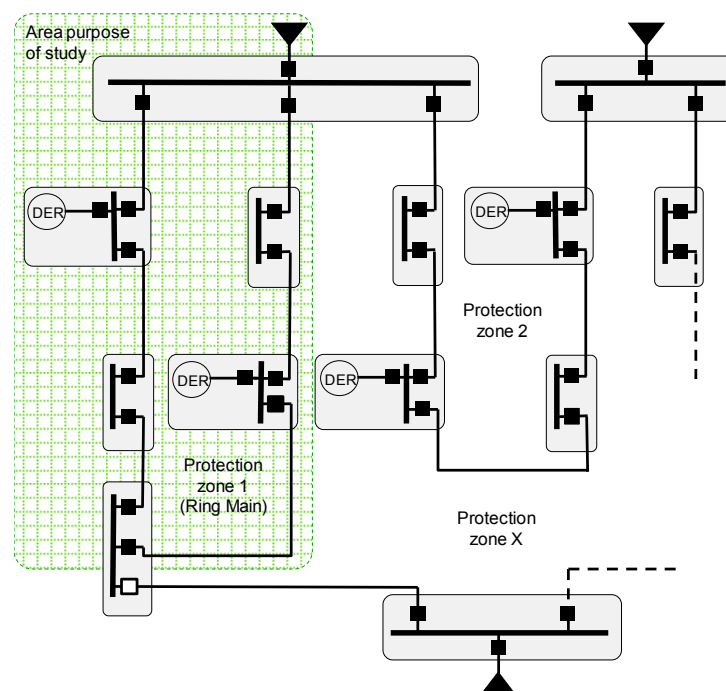 Area purpose
of study
DER
DER
Protection
zone 2
DER
DER
Protection
zone 1
(Ring Main)
Protection
zone X